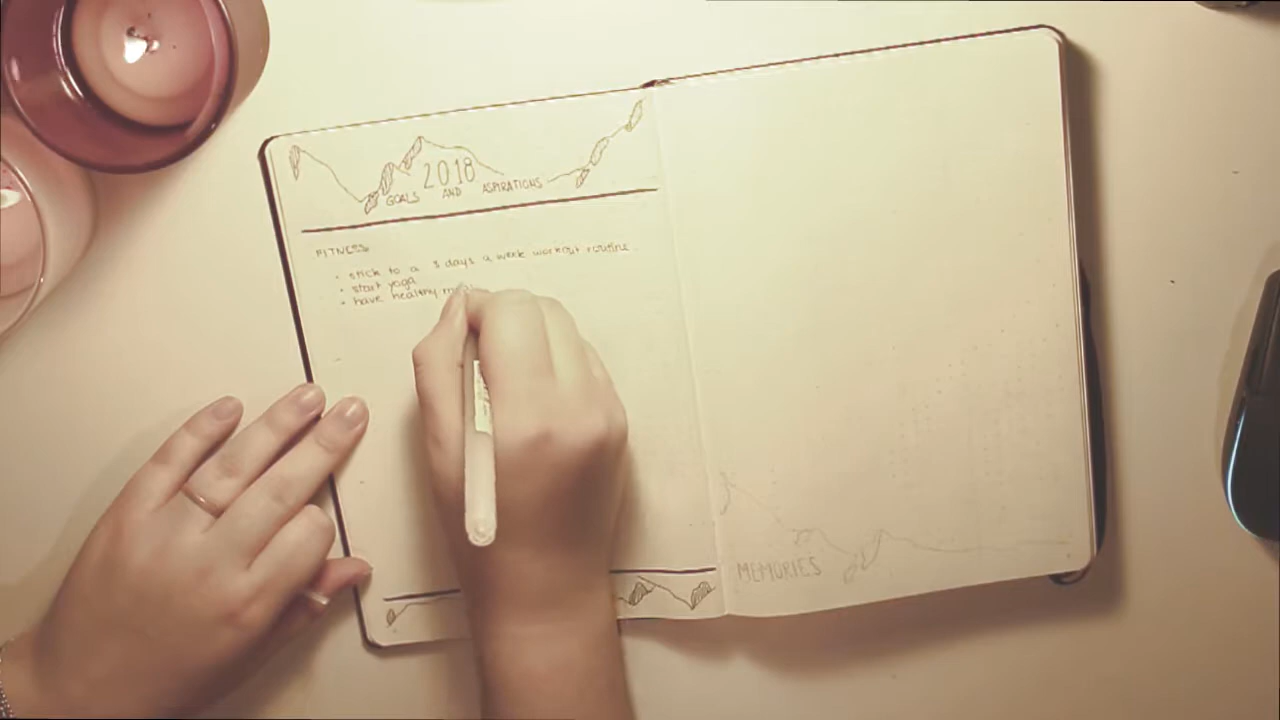 2018
GOALS AND ASPIRATIONS
FITNESS
• stick to a 3 days a week workout routine.
• start yoga
• have healthy
MEMORIES